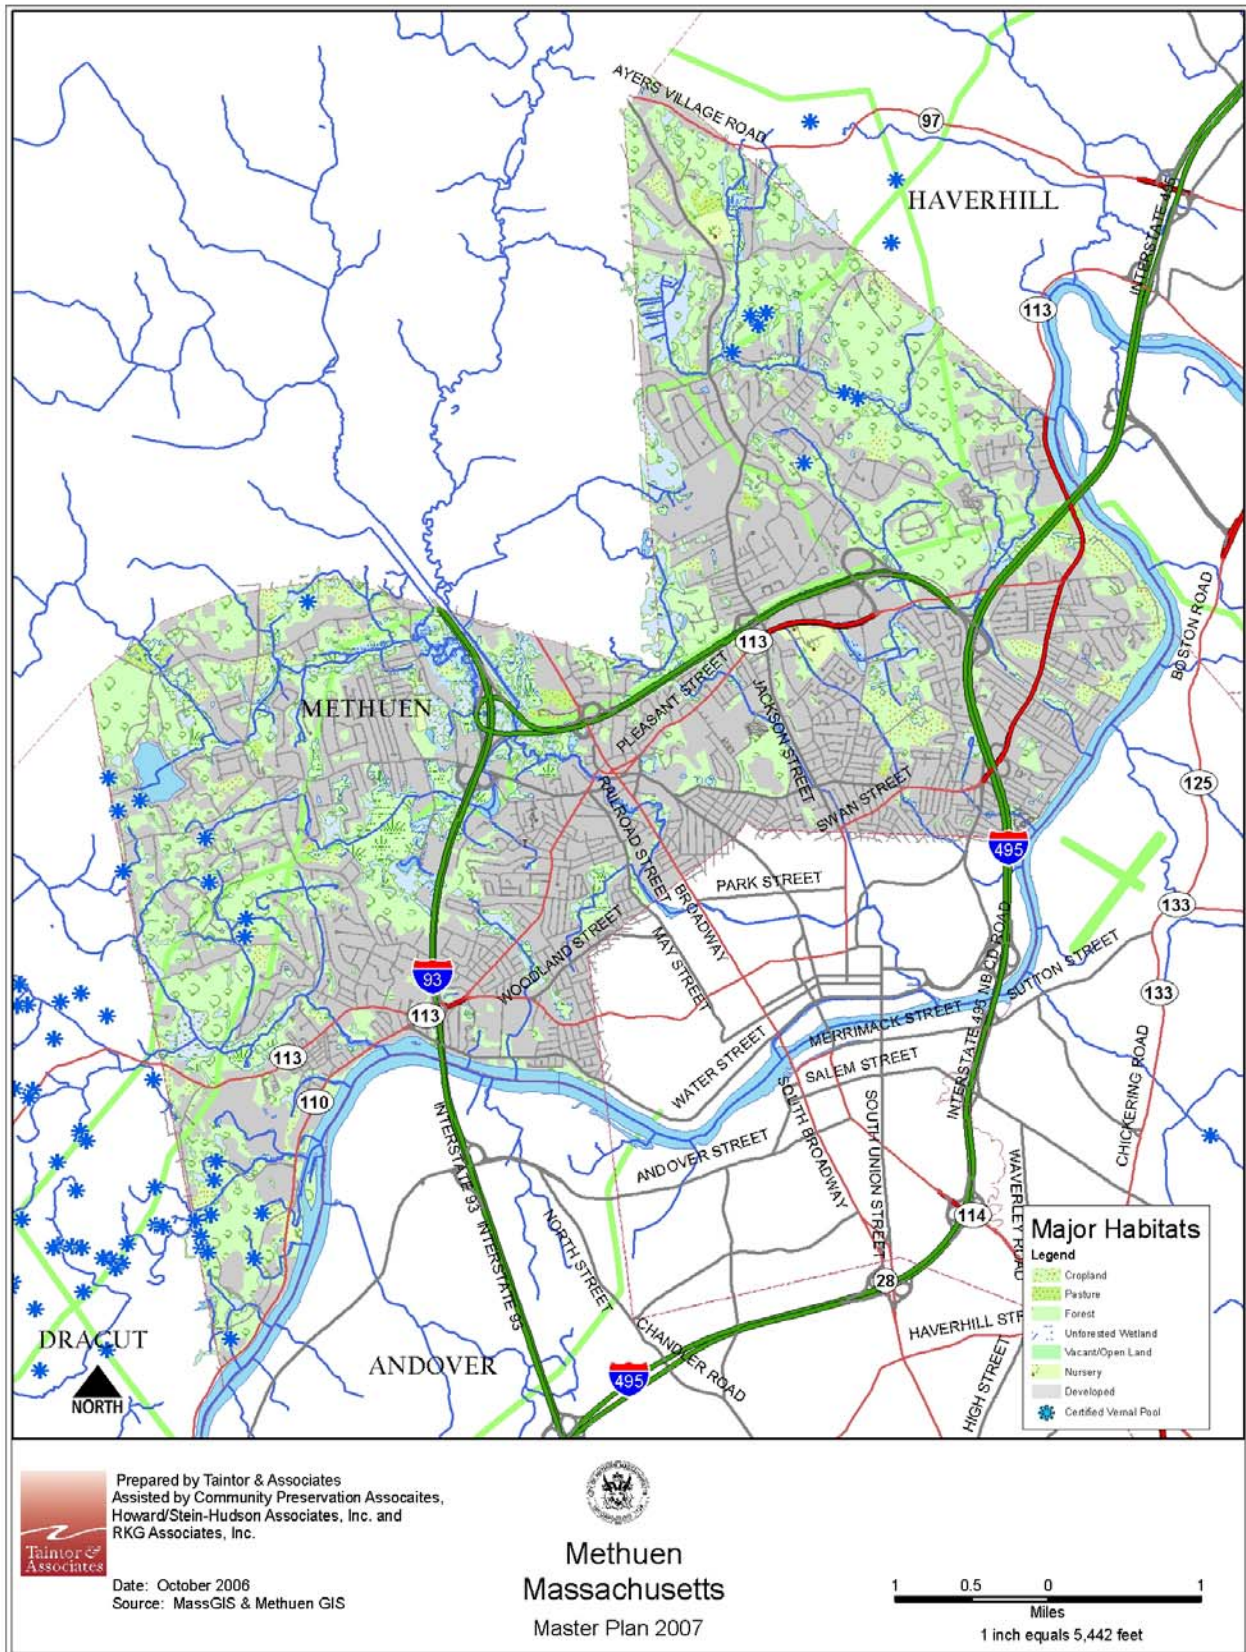 AYERS VILLAGE ROAD
97
HAVERHILL
INTERSTATE 495
113
BOSTON ROAD
113
PLEASANT STREET
JACKSON STREET
METHUEN
RAILROAD STREET
SWAN STREET
125
495
PARK STREET
BROADWAY
133
WOODLAND STREET
MAY STREET
93
INTERSTATE 495 NB CD ROAD
SUTTON STREET
133
113
113
MERRIMACK STREET
WATER STREET
SALEM STREET
110
CHICKERING ROAD
SOUTH BROADWAY
SOUTH UNION STREET
ANDOVER STREET
INTERSTATE 93
INTERSTATE 93
WAVERLEY ROAD
114
NORTH STREET
28
HAVERHILL STR
CHANDLER ROAD
HIGH STREET
DRACUT
ANDOVER
495
NORTH
Major Habitats
Legend
Cropland
Pasture
Forest
Unforested Wetland
Vacant/Open Land
Nursery
Developed
Certified Vernal Pool
Taintor &
Associates
Prepared by Taintor & Associates
Assisted by Community Preservation Assocaites,
Howard/Stein-Hudson Associates, Inc. and
RKG Associates, Inc.
Date: October 2006
Source: MassGIS & Methuen GIS
Methuen
Massachusetts
Master Plan 2007
1 0.5 0 1
Miles
1 inch equals 5,442 feet